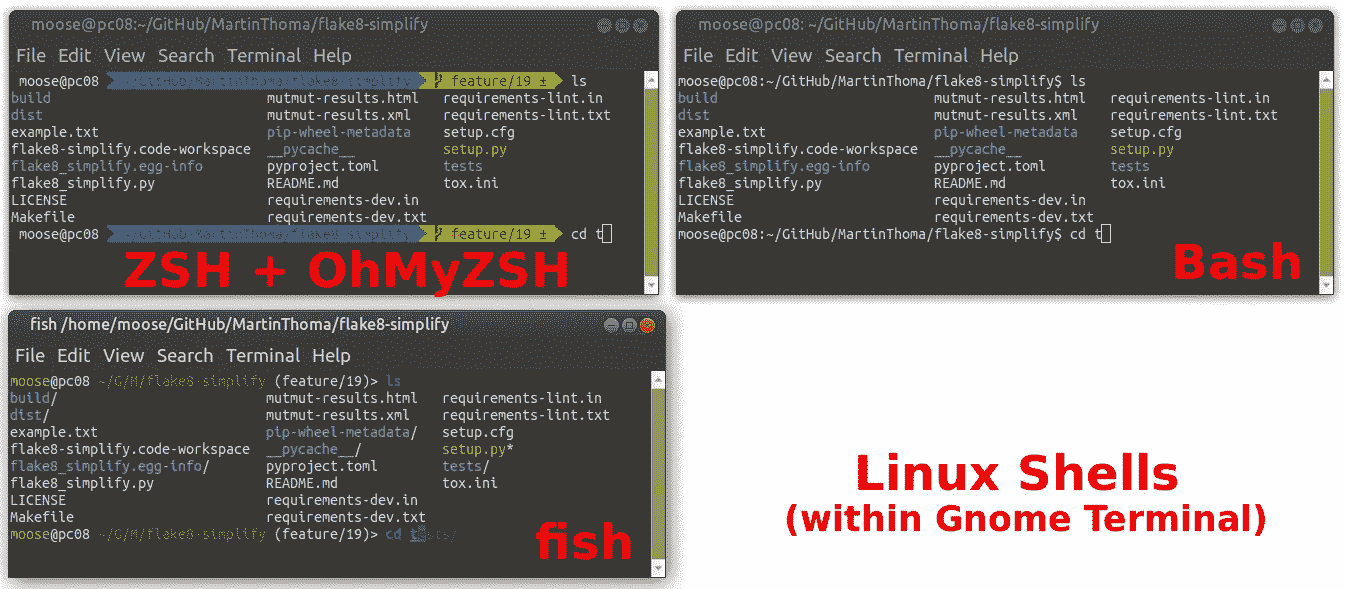 moose@pc08:~/GitHub/MartinThoma/flake8-simplify
File Edit View Search Terminal Help
moose@pc08 ~/GitHub/MartinThoma/flake8-simplify feature/19 ± ls
build mutmut-results.html requirements-lint.in
dist mutmut-results.xml requirements-lint.txt
example.txt pip-wheel-metadata setup.cfg
flake8-simplify.code-workspace __pycache__ setup.py
flake8_simplify.egg-info pyproject.toml tests
flake8_simplify.py README.md tox.ini
LICENSE requirements-dev.in
Makefile requirements-dev.txt
moose@pc08 ~/GitHub/MartinThoma/flake8-simplify feature/19 ± cd t
ZSH + OhMyZSH
moose@pc08: ~/GitHub/MartinThoma/flake8-simplify
File Edit View Search Terminal Help
moose@pc08:~/GitHub/MartinThoma/flake8-simplify$ ls
build mutmut-results.html requirements-lint.in
dist mutmut-results.xml requirements-lint.txt
example.txt pip-wheel-metadata setup.cfg
flake8-simplify.code-workspace __pycache__ setup.py
flake8_simplify.egg-info pyproject.toml tests
flake8_simplify.py README.md tox.ini
LICENSE requirements-dev.in
Makefile requirements-dev.txt
moose@pc08:~/GitHub/MartinThoma/flake8-simplify$ cd t
Bash
fish /home/moose/GitHub/MartinThoma/flake8-simplify
File Edit View Search Terminal Help
moose@pc08 ~/G/M/flake8-simplify (feature/19)> ls
build/ mutmut-results.html requirements-lint.in
dist/ mutmut-results.xml requirements-lint.txt
example.txt pip-wheel-metadata/ setup.cfg
flake8-simplify.code-workspace __pycache__/ setup.py*
flake8_simplify.egg-info/ pyproject.toml tests/
flake8_simplify.py README.md tox.ini
LICENSE requirements-dev.in
Makefile requirements-dev.txt
moose@pc08 ~/G/M/flake8-simplify (feature/19)> cd tests/
fish
Linux Shells
(within Gnome Terminal)